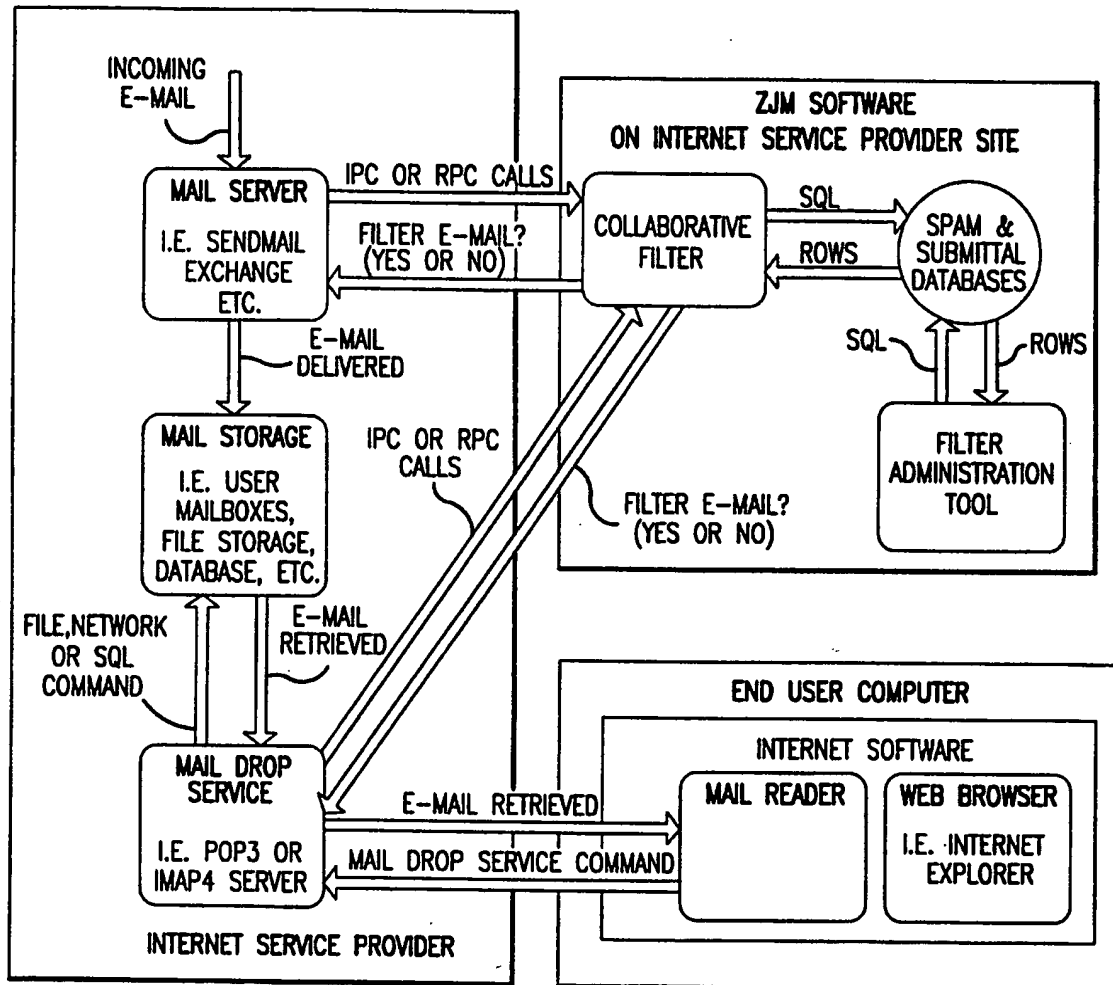 INCOMING
E-MAIL
MAIL SERVER
I.E. SENDMAIL
EXCHANGE
ETC.
IPC OR RPC CALLS
FILTER E-MAIL?
(YES OR NO)
E-MAIL
DELIVERED
MAIL STORAGE
I.E. USER
MAILBOXES,
FILE STORAGE,
DATABASE, ETC.
FILE,NETWORK
OR SQL
COMMAND
E-MAIL
RETRIEVED
MAIL DROP
SERVICE
I.E. POP3 OR
IMAP4 SERVER
INTERNET SERVICE PROVIDER
ZJM SOFTWARE
ON INTERNET SERVICE PROVIDER SITE
COLLABORATIVE
FILTER
SQL
ROWS
SPAM &
SUBMITTAL
DATABASES
SQL
ROWS
FILTER
ADMINISTRATION
TOOL
IPC OR RPC
CALLS
FILTER E-MAIL?
(YES OR NO)
E-MAIL RETRIEVED
MAIL DROP SERVICE COMMAND
END USER COMPUTER
INTERNET SOFTWARE
MAIL READER
WEB BROWSER
I.E. INTERNET
EXPLORER